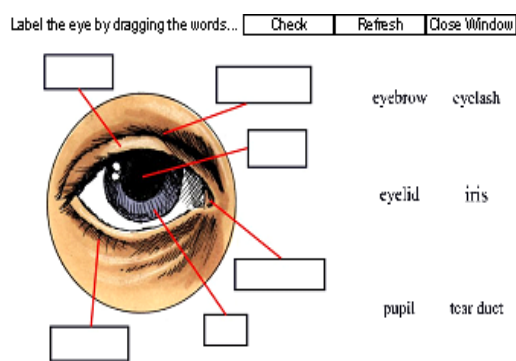 Label the eye by dragging the words... Check Refresh Close Window
eyebrow eyelash
eyelid iris
pupil tear duct